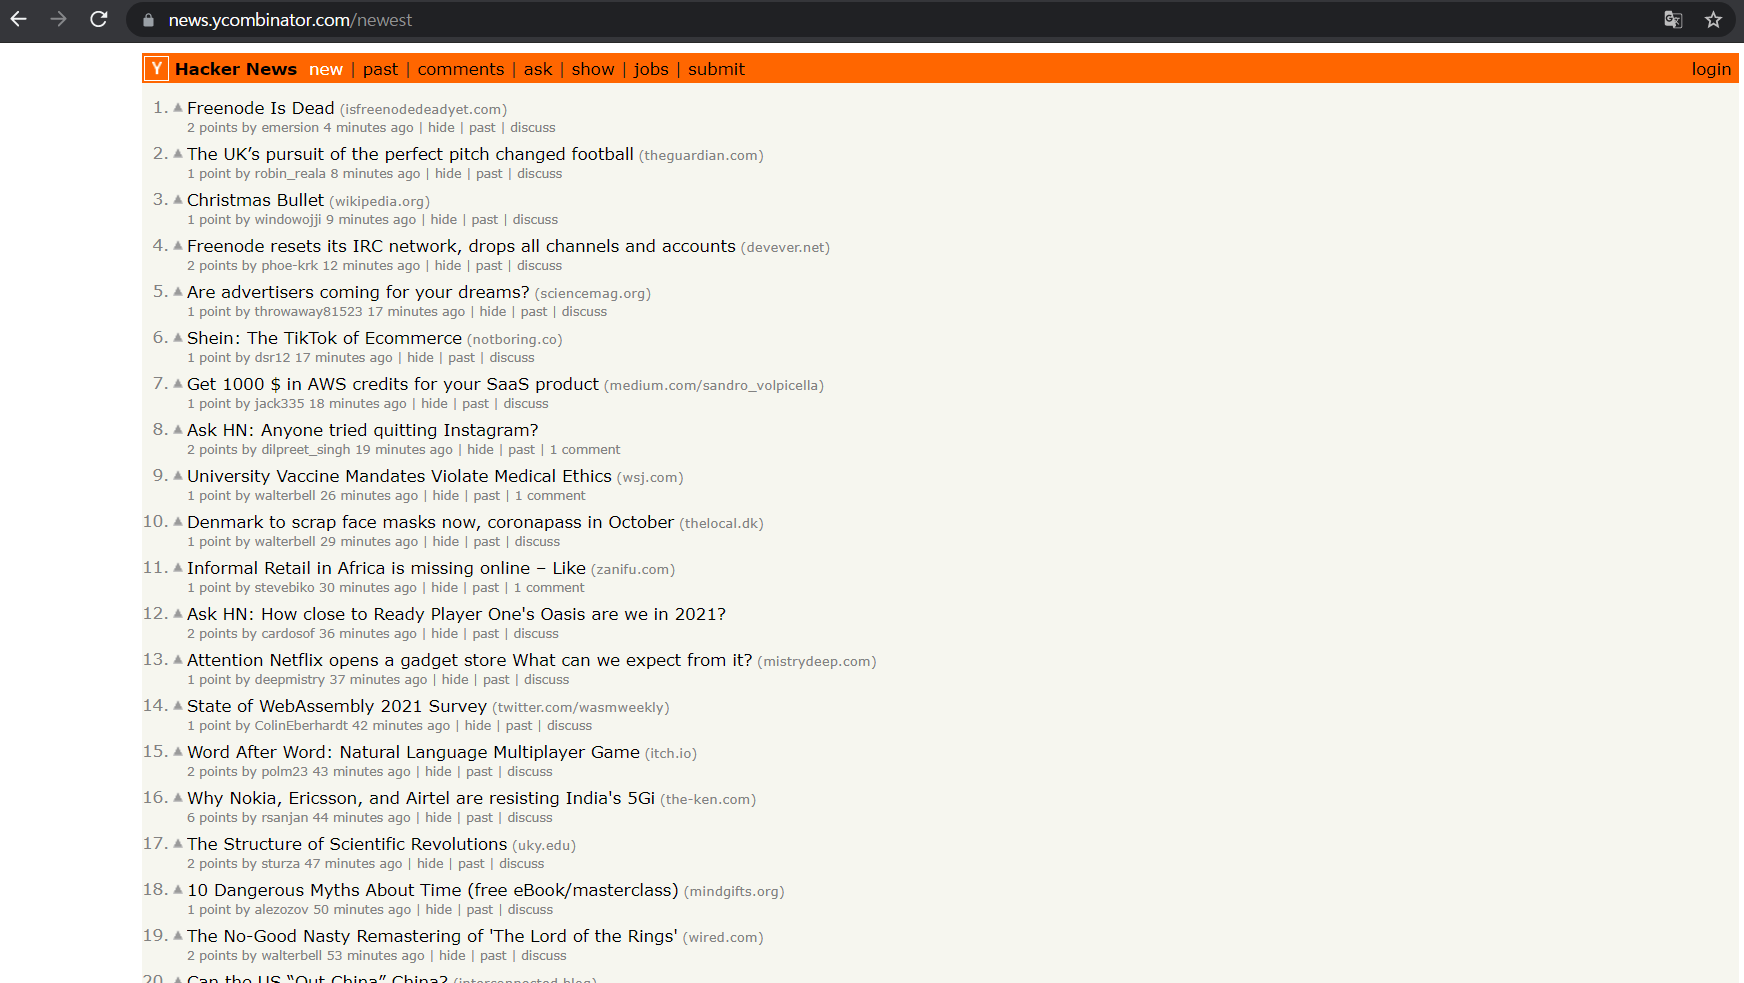 news.ycombinator.com/newest
Y Hacker News new | past | comments | ask | show | jobs | submit login
1. Freenode Is Dead (isfreenodedeadyet.com)
2 points by emersion 4 minutes ago | hide | past | discuss
2. The UK’s pursuit of the perfect pitch changed football (theguardian.com)
1 point by robin_reala 8 minutes ago | hide | past | discuss
3. Christmas Bullet (wikipedia.org)
1 point by windowojji 9 minutes ago | hide | past | discuss
4. Freenode resets its IRC network, drops all channels and accounts (devever.net)
2 points by phoe-krk 12 minutes ago | hide | past | discuss
5. Are advertisers coming for your dreams? (sciencemag.org)
1 point by throwaway81523 17 minutes ago | hide | past | discuss
6. Shein: The TikTok of Ecommerce (notboring.co)
1 point by dsr12 17 minutes ago | hide | past | discuss
7. Get 1000 $ in AWS credits for your SaaS product (medium.com/sandro_volpicella)
1 point by jack335 18 minutes ago | hide | past | discuss
8. Ask HN: Anyone tried quitting Instagram?
2 points by dilpreet_singh 19 minutes ago | hide | past | 1 comment
9. University Vaccine Mandates Violate Medical Ethics (wsj.com)
1 point by walterbell 26 minutes ago | hide | past | 1 comment
10. Denmark to scrap face masks now, coronapass in October (thelocal.dk)
1 point by walterbell 29 minutes ago | hide | past | discuss
11. Informal Retail in Africa is missing online – Like (zanifu.com)
1 point by stevebiko 30 minutes ago | hide | past | 1 comment
12. Ask HN: How close to Ready Player One's Oasis are we in 2021?
2 points by cardosof 36 minutes ago | hide | past | discuss
13. Attention Netflix opens a gadget store What can we expect from it? (mistrydeep.com)
1 point by deepmistry 37 minutes ago | hide | past | discuss
14. State of WebAssembly 2021 Survey (twitter.com/wasmweekly)
1 point by ColinEberhardt 42 minutes ago | hide | past | discuss
15. Word After Word: Natural Language Multiplayer Game (itch.io)
2 points by polm23 43 minutes ago | hide | past | discuss
16. Why Nokia, Ericsson, and Airtel are resisting India's 5Gi (the-ken.com)
6 points by rsanjan 44 minutes ago | hide | past | discuss
17. The Structure of Scientific Revolutions (uky.edu)
2 points by sturza 47 minutes ago | hide | past | discuss
18. 10 Dangerous Myths About Time (free eBook/masterclass) (mindgifts.org)
1 point by alezozov 50 minutes ago | hide | past | discuss
19. The No-Good Nasty Remastering of 'The Lord of the Rings' (wired.com)
2 points by walterbell 53 minutes ago | hide | past | discuss
20. Can the US “Out China” China? (interconnected.blog)